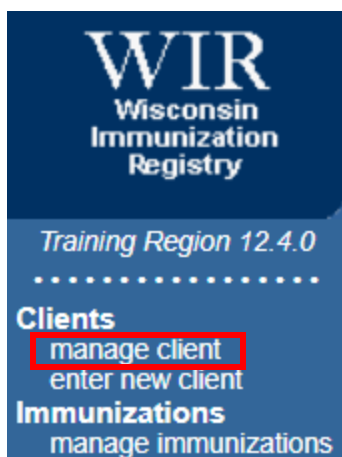 WIR
Wisconsin
Immunization
Registry
Training Region 12.4.0
Clients
manage client
enter new client
Immunizations
manage immunizations